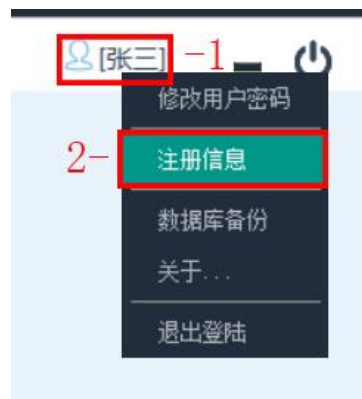 [张三] -1
修改用户密码
2- 注册信息
数据库备份
关于...
退出登陆